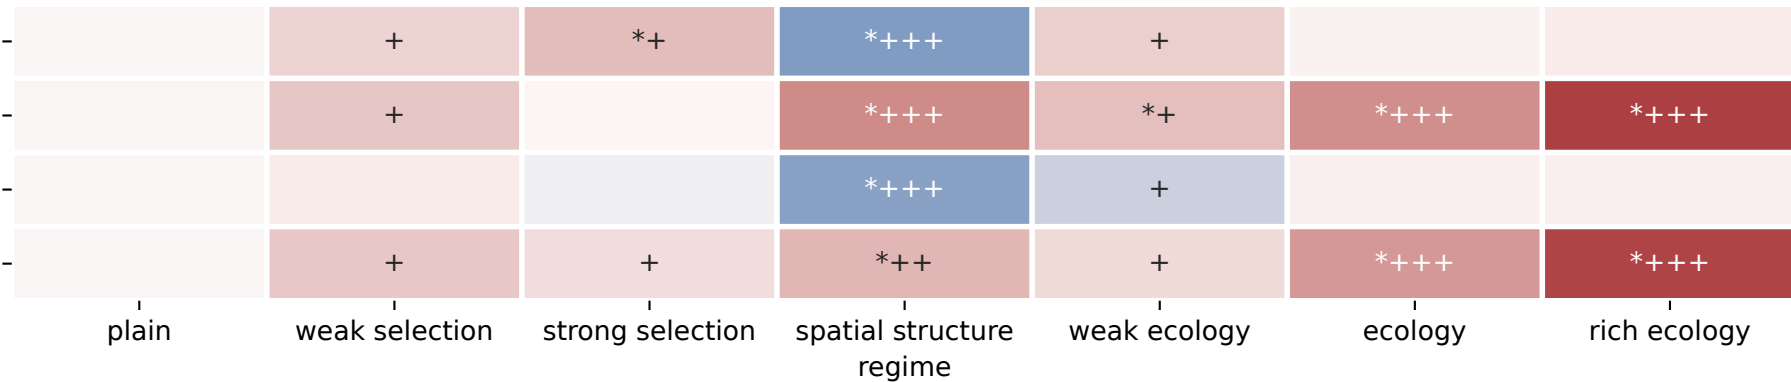 + *+ *+++ +
+ *+++ *+ *+++ *+++
*+++ +
+ + *++ + *+++ *+++
plain weak selection strong selection spatial structure weak ecology ecology rich ecology
regime